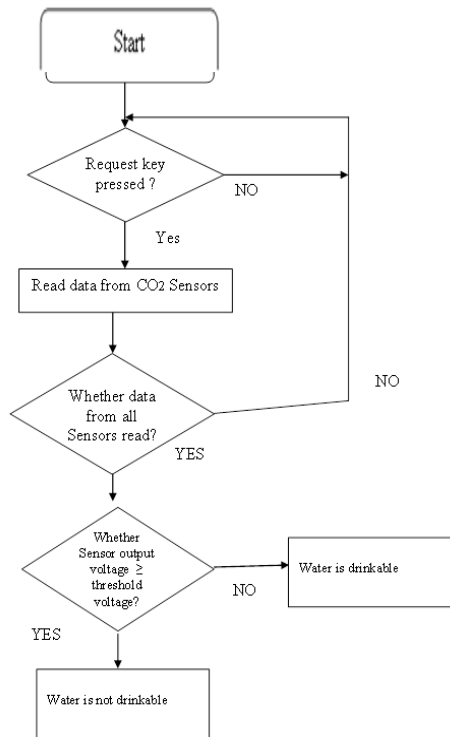 Start
Request key
pressed ?
NO
Yes
Read data from CO2 Sensors
Whether data
from all
Sensors read?
NO
YES
Whether
Sensor output
voltage ≥
threshold
voltage?
Water is drinkable
NO
YES
Water is not drinkable